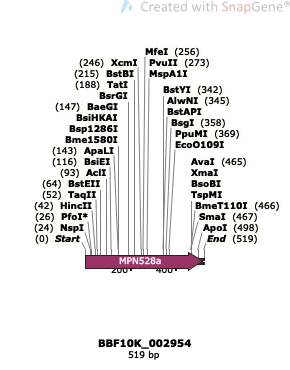 Created with SnapGene®
MfeI (256)
(246) XcmI PvuII (273)
(215) BstBI MspA1I
(188) TatI
BsrGI BstYI (342)
(147) BaeGI AlwNI (345)
BsiHKAI BstAPI
Bsp1286I BsgI (358)
Bme1580I PpuMI (369)
(143) ApaLI EcoO109I
(116) BsiEI AvaI (465)
(93) AclI XmaI
(64) BstEII BsoBI
(52) TaqII TspMI
(42) HincII BmeT110I (466)
(26) PfoI* SmaI (467)
(24) NspI ApoI (498)
(0) Start End (519)
MPN528a
200 400
BBF10K_002954
519 bp